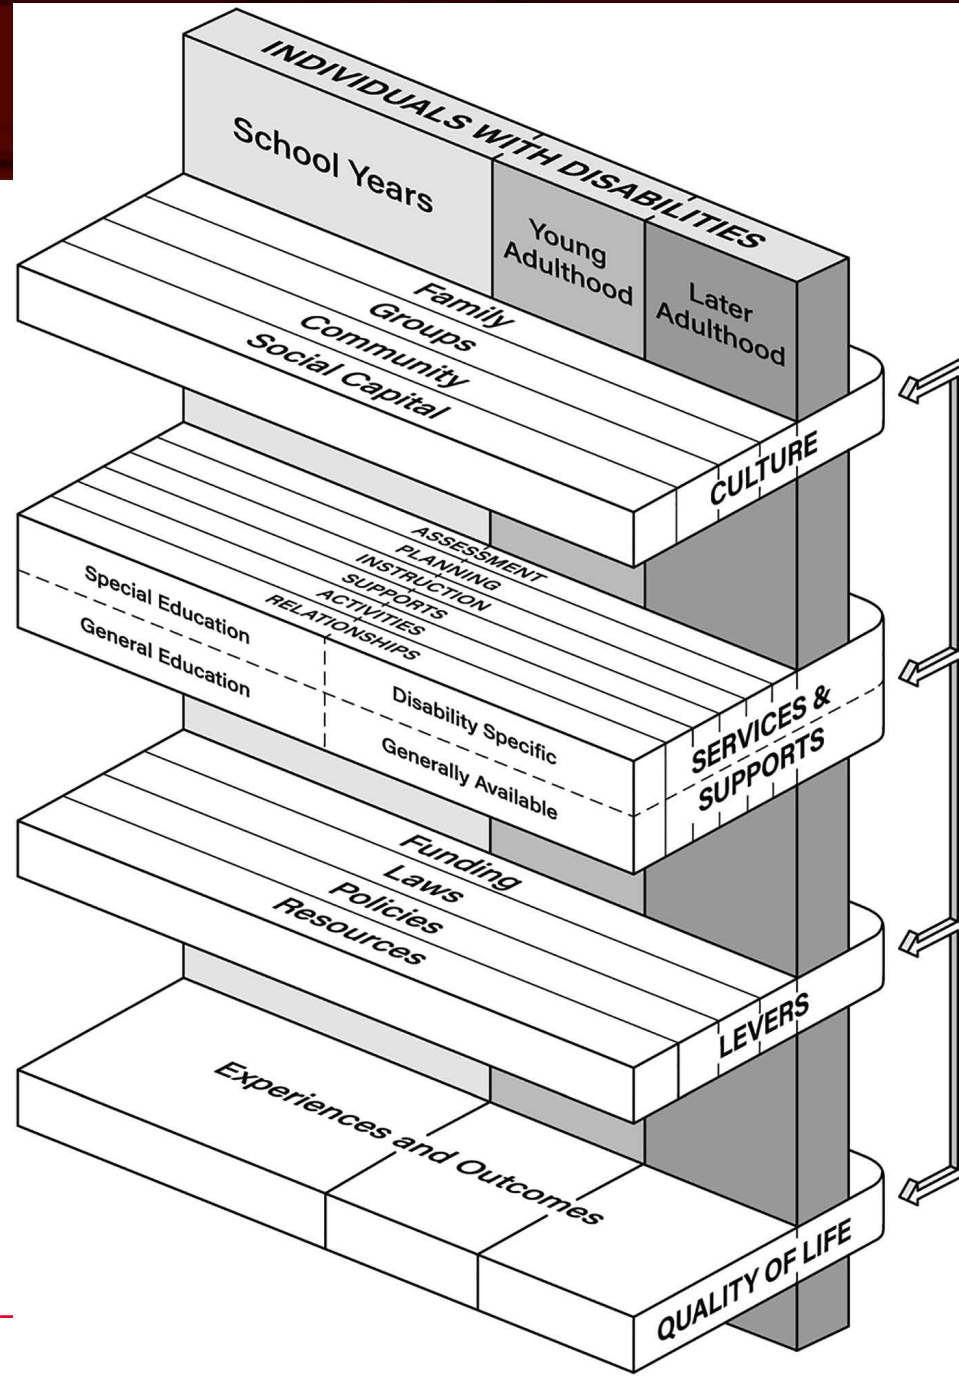 INDIVIDUALS WITH DISABILITIES
School Years
Young
Adulthood
Later
Adulthood
Family
Groups
Community
Social Capital
CULTURE
ASSESSMENT
PLANNING
INSTRUCTION
SUPPORTS
ACTIVITIES
RELATIONSHIPS
Special Education
General Education
Disability Specific
Generally Available
SERVICES &
SUPPORTS
Funding
Laws
Policies
Resources
LEVERS
Experiences and Outcomes
QUALITY OF LIFE